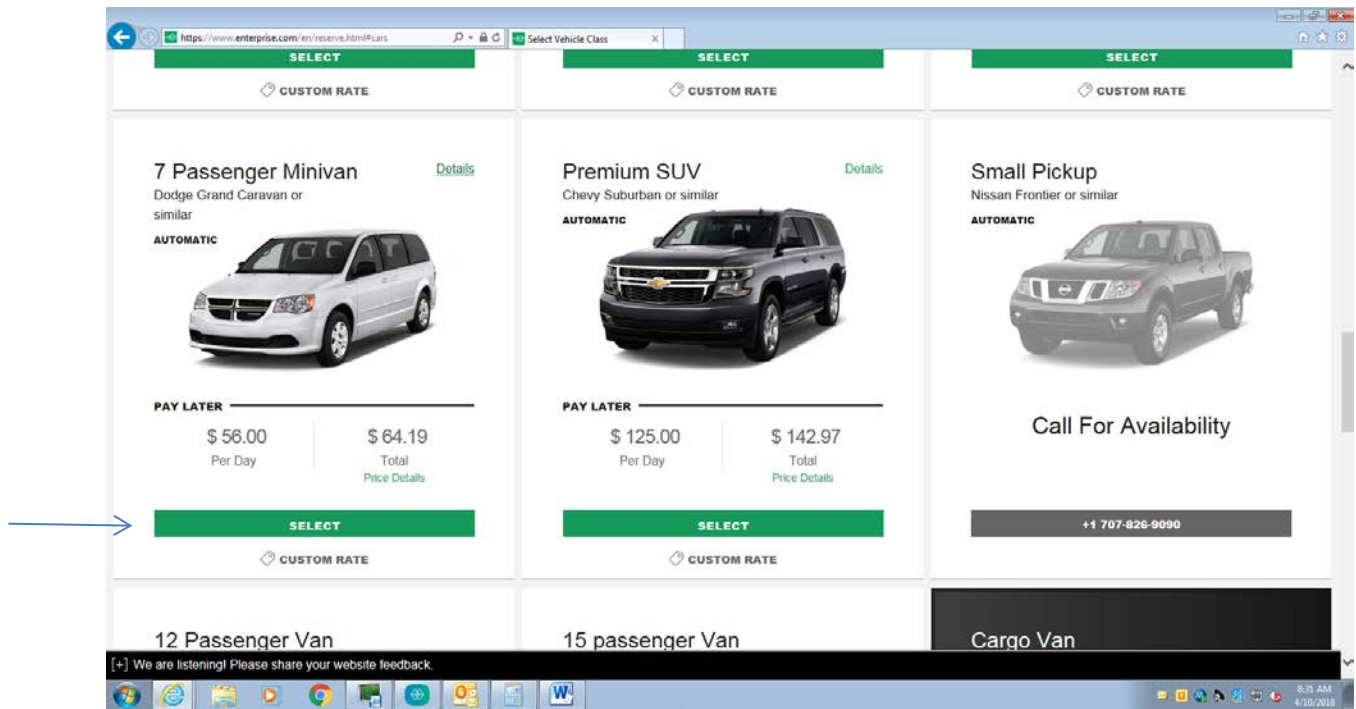 https://www.enterprise.com/en/reserve.html#cars
Select Vehicle Class
SELECT
CUSTOM RATE
SELECT
CUSTOM RATE
SELECT
CUSTOM RATE
7 Passenger Minivan
Details
Dodge Grand Caravan or
similar
AUTOMATIC
PAY LATER
$ 56.00
$ 64.19
Per Day
Total
Price Details
SELECT
CUSTOM RATE
Premium SUV
Details
Chevy Suburban or similar
AUTOMATIC
PAY LATER
$ 125.00
$ 142.97
Per Day
Total
Price Details
SELECT
CUSTOM RATE
Small Pickup
Nissan Frontier or similar
AUTOMATIC
Call For Availability
+1 707-826-9090
12 Passenger Van
15 passenger Van
Cargo Van
[+] We are listening! Please share your website feedback.
8:31 AM
4/10/2018